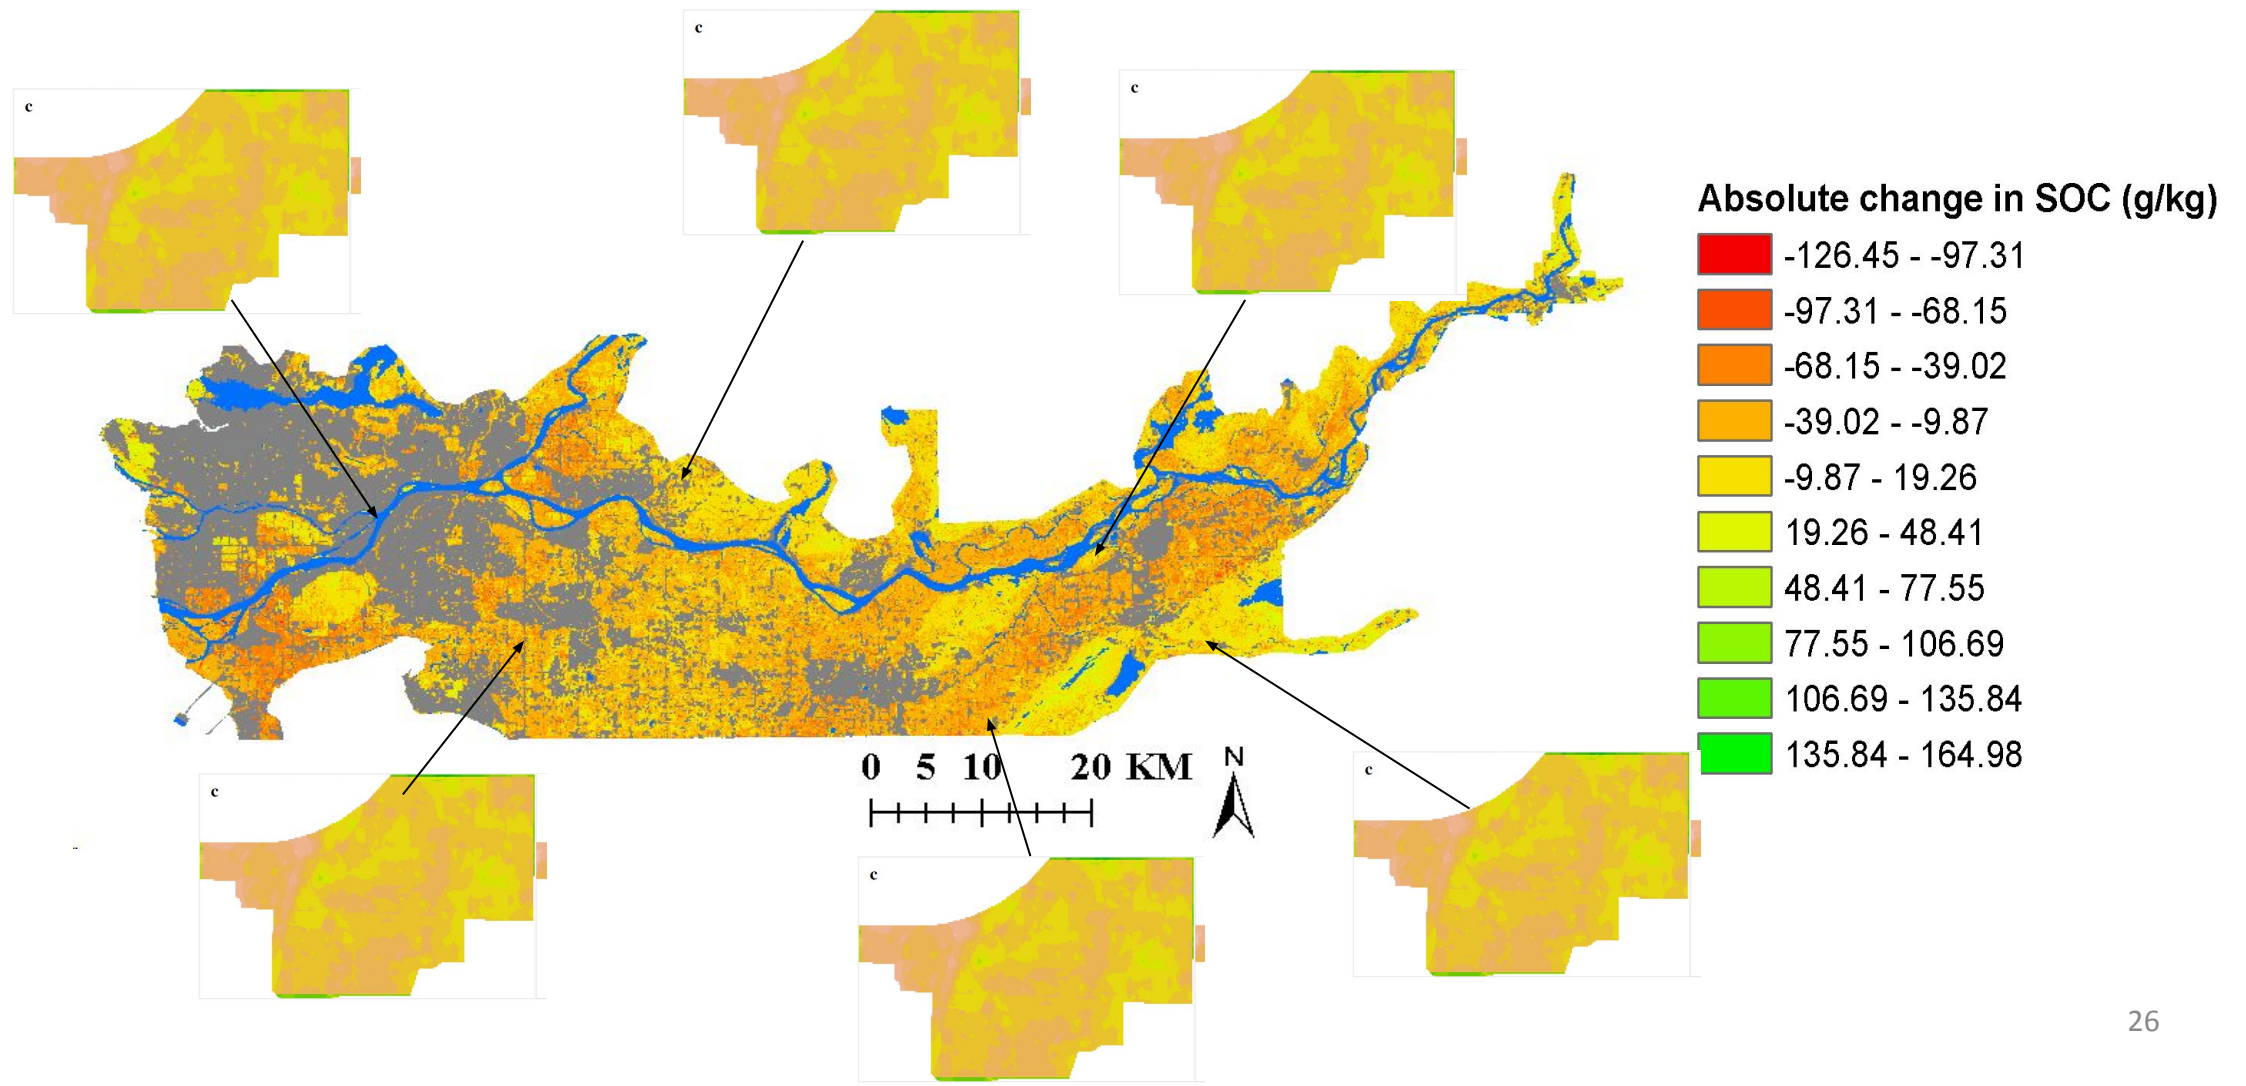 c
c
c
Absolute change in SOC (g/kg)
-126.45 - -97.31
-97.31 - -68.15
-68.15 - -39.02
-39.02 - -9.87
-9.87 - 19.26
19.26 - 48.41
48.41 - 77.55
77.55 - 106.69
106.69 - 135.84
135.84 - 164.98
0 5 10 20 KM
N
c
c
c
26